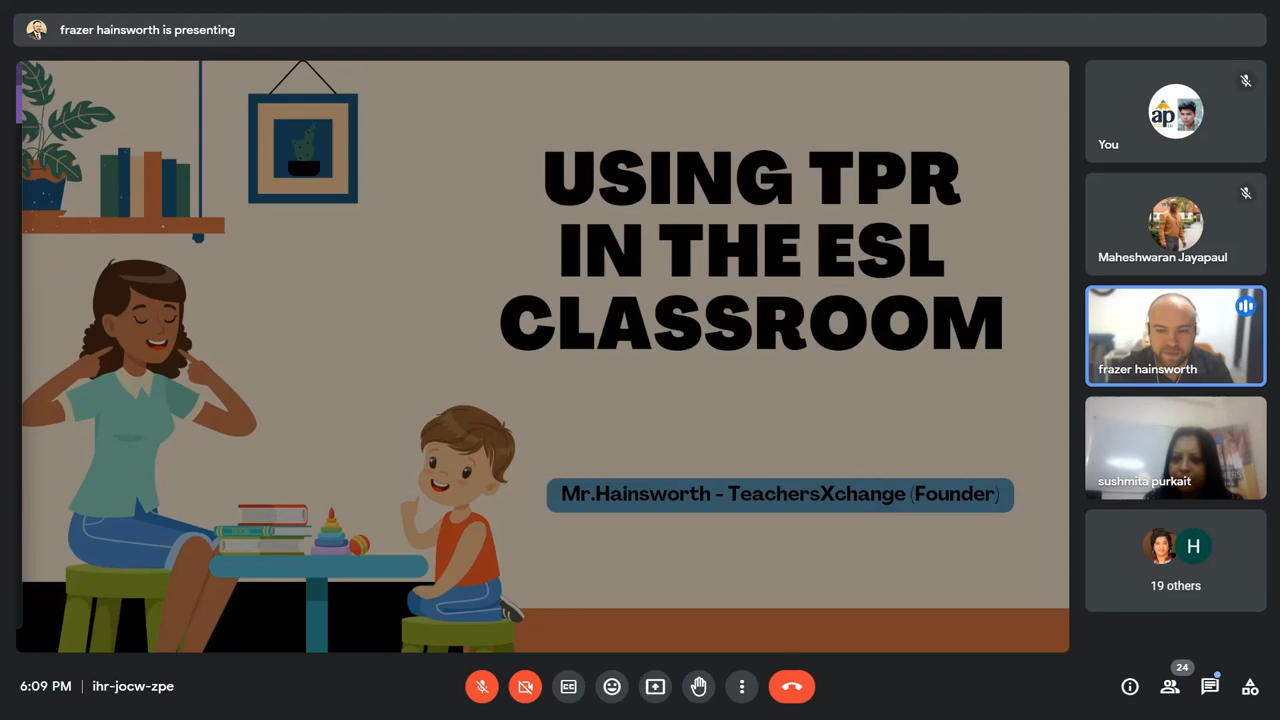 frazer hainsworth is presenting
USING TPR
IN THE ESL
CLASSROOM
Mr.Hainsworth - TeachersXchange (Founder)
ap
You
Maheshwaran Jayapaul
frazer hainsworth
sushmita purkait
H
19 others
6:09 PM | ihr-jocw-zpe
CC
24